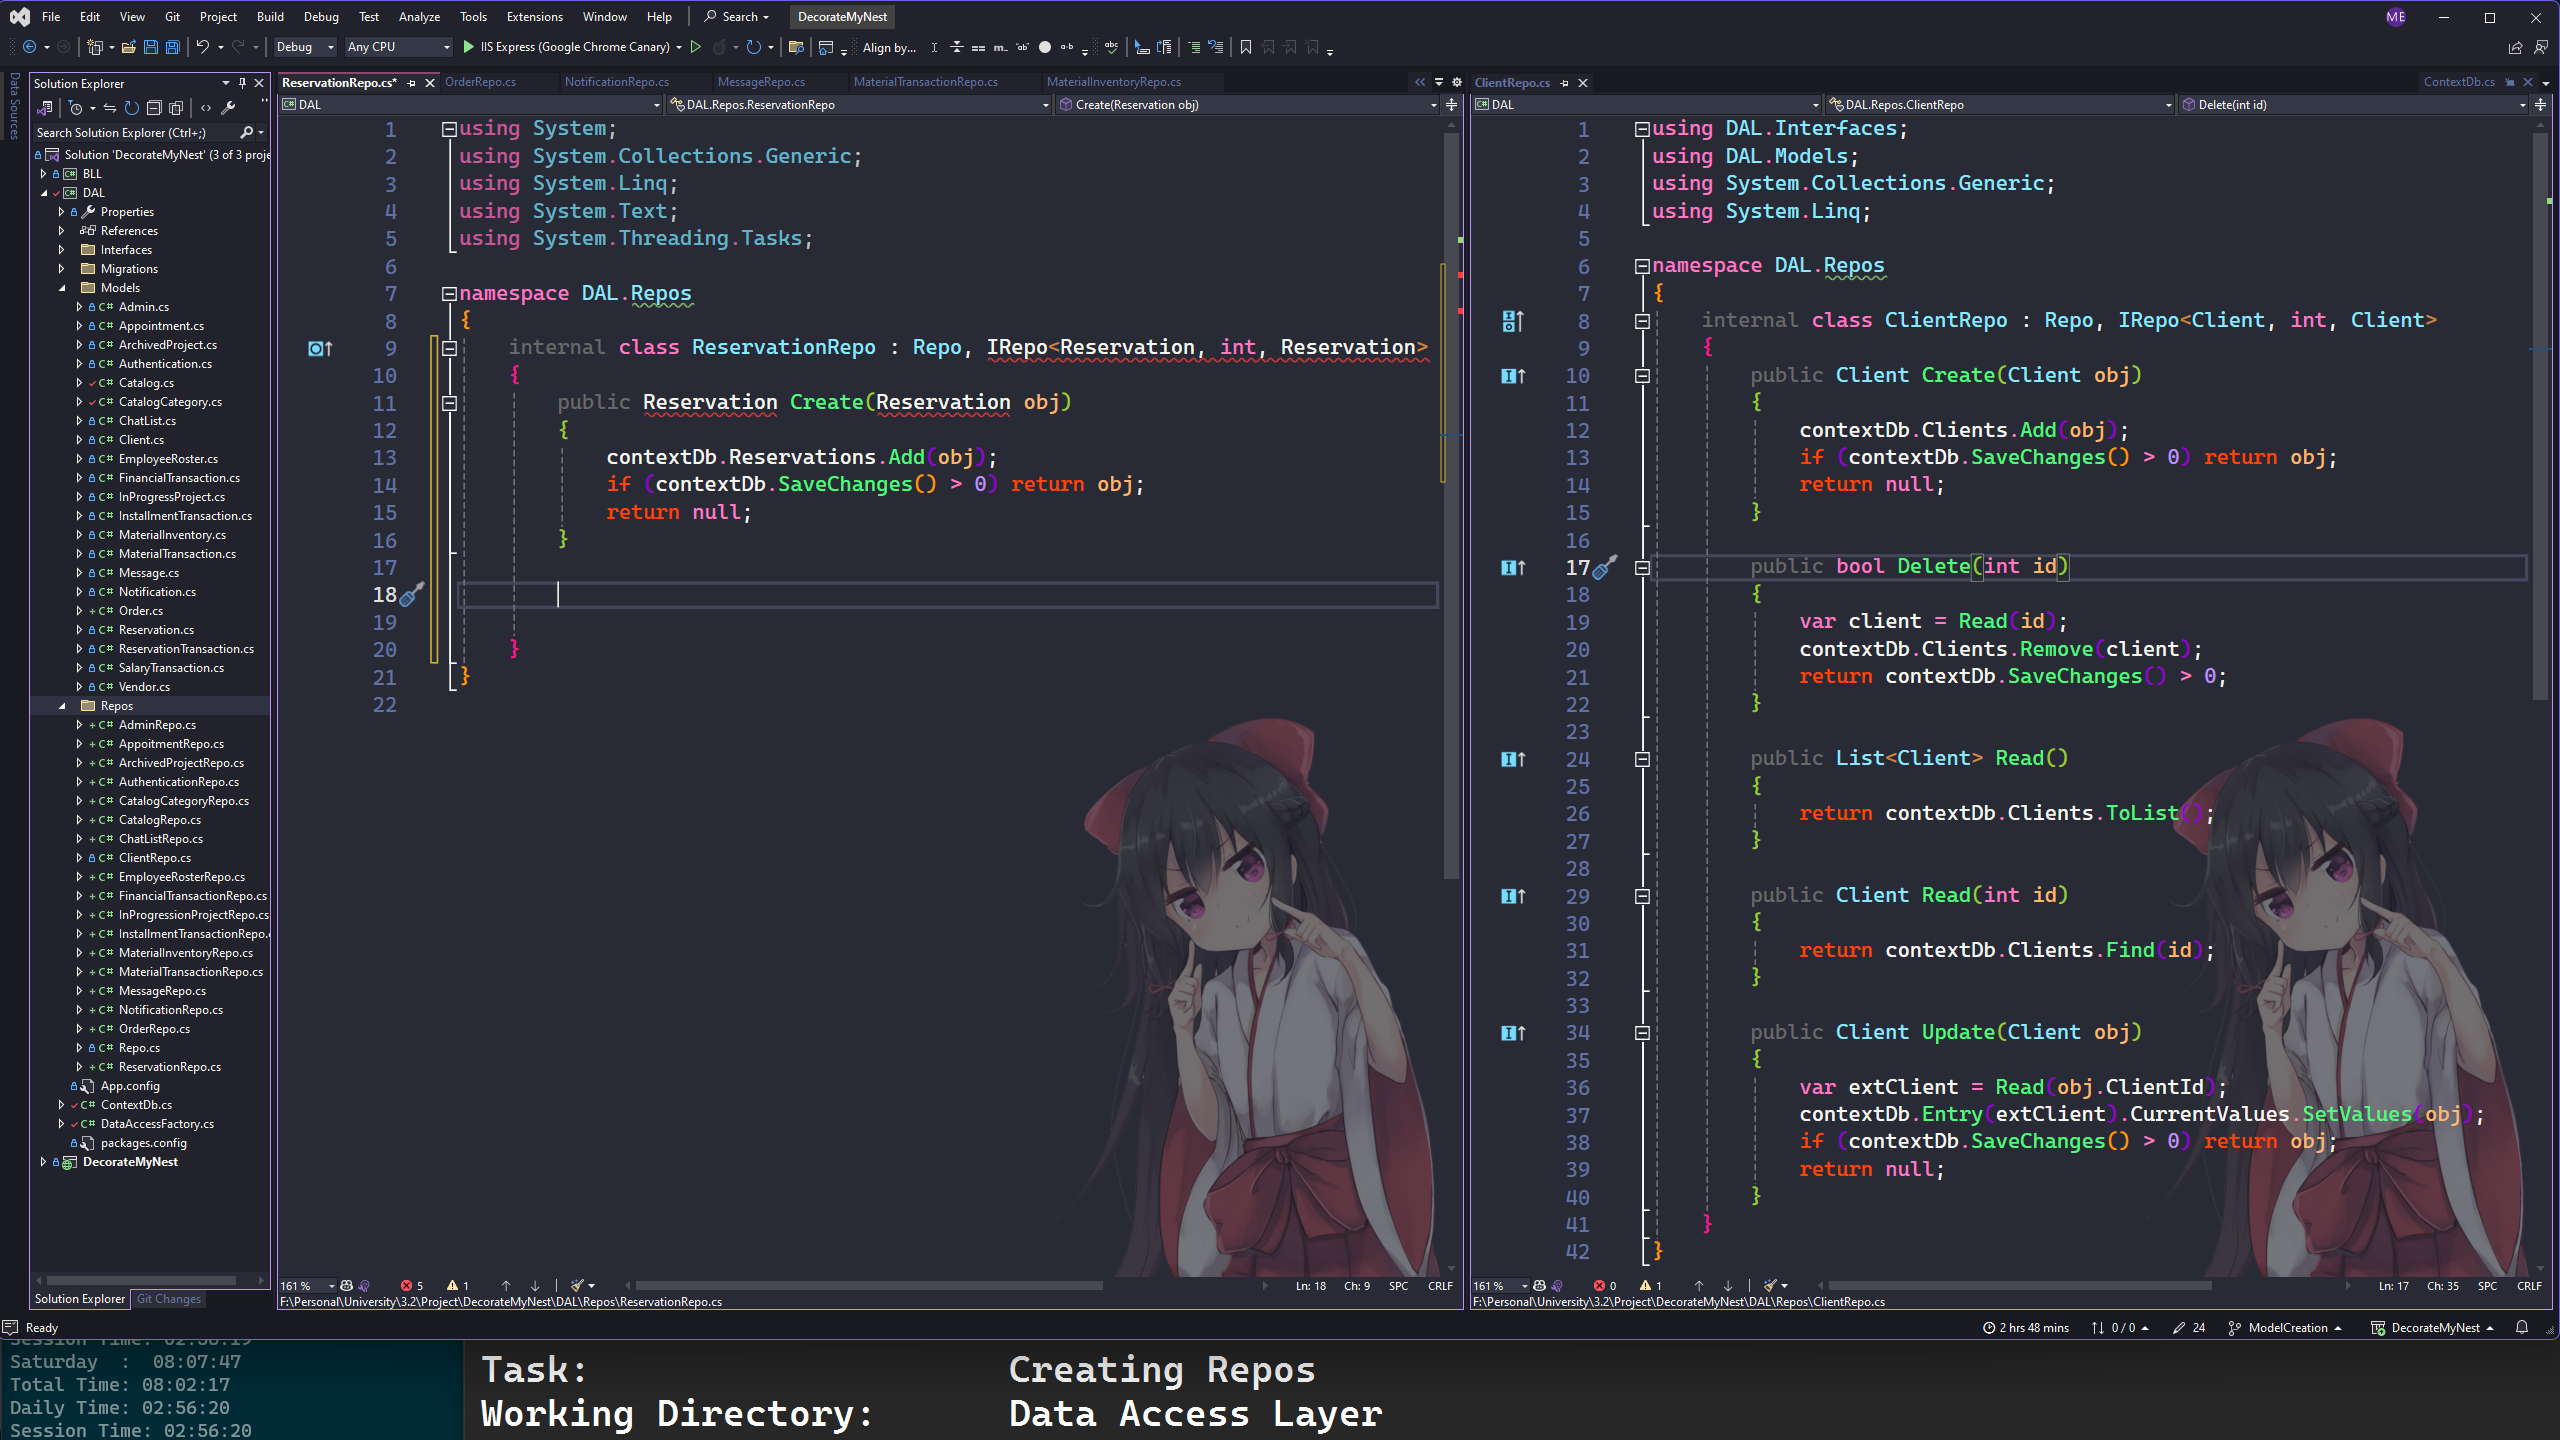 File Edit View Git Project Build Debug Test Analyze Tools Extensions Window Help Search DecorateMyNest ME
Debug Any CPU IIS Express (Google Chrome Canary) Align by...
Data Sources
Solution Explorer
Search Solution Explorer (Ctrl+;)
Solution 'DecorateMyNest' (3 of 3 proje
BLL
DAL
Properties
References
Interfaces
Migrations
Models
Admin.cs
Appointment.cs
ArchivedProject.cs
Authentication.cs
Catalog.cs
CatalogCategory.cs
ChatList.cs
Client.cs
EmployeeRoster.cs
FinancialTransaction.cs
InProgressProject.cs
InstallmentTransaction.cs
MaterialInventory.cs
MaterialTransaction.cs
Message.cs
Notification.cs
Order.cs
Reservation.cs
ReservationTransaction.cs
SalaryTransaction.cs
Vendor.cs
Repos
AdminRepo.cs
AppoitmentRepo.cs
ArchivedProjectRepo.cs
AuthenticationRepo.cs
CatalogCategoryRepo.cs
CatalogRepo.cs
ChatListRepo.cs
ClientRepo.cs
EmployeeRosterRepo.cs
FinancialTransactionRepo.cs
InProgressionProjectRepo.cs
InstallmentTransactionRepo.
MaterialInventoryRepo.cs
MaterialTransactionRepo.cs
MessageRepo.cs
NotificationRepo.cs
OrderRepo.cs
Repo.cs
ReservationRepo.cs
App.config
ContextDb.cs
DataAccessFactory.cs
packages.config
DecorateMyNest
Solution Explorer Git Changes
ReservationRepo.cs* OrderRepo.cs NotificationRepo.cs MessageRepo.cs MaterialTransactionRepo.cs MaterialInventoryRepo.cs
DAL DAL.Repos.ReservationRepo Create(Reservation obj)
1 using System;
2 using System.Collections.Generic;
3 using System.Linq;
4 using System.Text;
5 using System.Threading.Tasks;
6
7 namespace DAL.Repos
8 {
9 internal class ReservationRepo : Repo, IRepo<Reservation, int, Reservation>
10 {
11 public Reservation Create(Reservation obj)
12 {
13 contextDb.Reservations.Add(obj);
14 if (contextDb.SaveChanges() > 0) return obj;
15 return null;
16 }
17
18
19
20 }
21 }
22
161 % 5 1 Ln: 18 Ch: 9 SPC CRLF
F:\Personal\University\3.2\Project\DecorateMyNest\DAL\Repos\ReservationRepo.cs
ClientRepo.cs ContextDb.cs
DAL DAL.Repos.ClientRepo Delete(int id)
1 using DAL.Interfaces;
2 using DAL.Models;
3 using System.Collections.Generic;
4 using System.Linq;
5
6 namespace DAL.Repos
7 {
8 internal class ClientRepo : Repo, IRepo<Client, int, Client>
9 {
10 public Client Create(Client obj)
11 {
12 contextDb.Clients.Add(obj);
13 if (contextDb.SaveChanges() > 0) return obj;
14 return null;
15 }
16
17 public bool Delete(int id)
18 {
19 var client = Read(id);
20 contextDb.Clients.Remove(client);
21 return contextDb.SaveChanges() > 0;
22 }
23
24 public List<Client> Read()
25 {
26 return contextDb.Clients.ToList();
27 }
28
29 public Client Read(int id)
30 {
31 return contextDb.Clients.Find(id);
32 }
33
34 public Client Update(Client obj)
35 {
36 var extClient = Read(obj.ClientId);
37 contextDb.Entry(extClient).CurrentValues.SetValues(obj);
38 if (contextDb.SaveChanges() > 0) return obj;
39 return null;
40 }
41 }
42 }
161 % 0 1 Ln: 17 Ch: 35 SPC CRLF
F:\Personal\University\3.2\Project\DecorateMyNest\DAL\Repos\ClientRepo.cs
Ready 2 hrs 48 mins 0 / 0 24 ModelCreation DecorateMyNest
Saturday : 08:07:47
Total Time: 08:02:17
Daily Time: 02:56:20
Session Time: 02:56:20
Task: Creating Repos
Working Directory: Data Access Layer